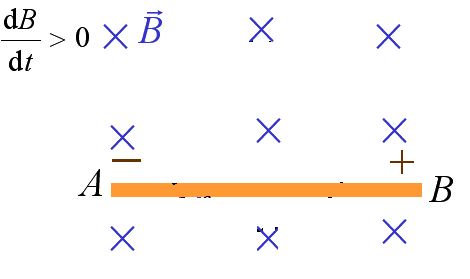 dB/dt > 0 × B⃗ × ×
× × ×
− +
A B
× × ×